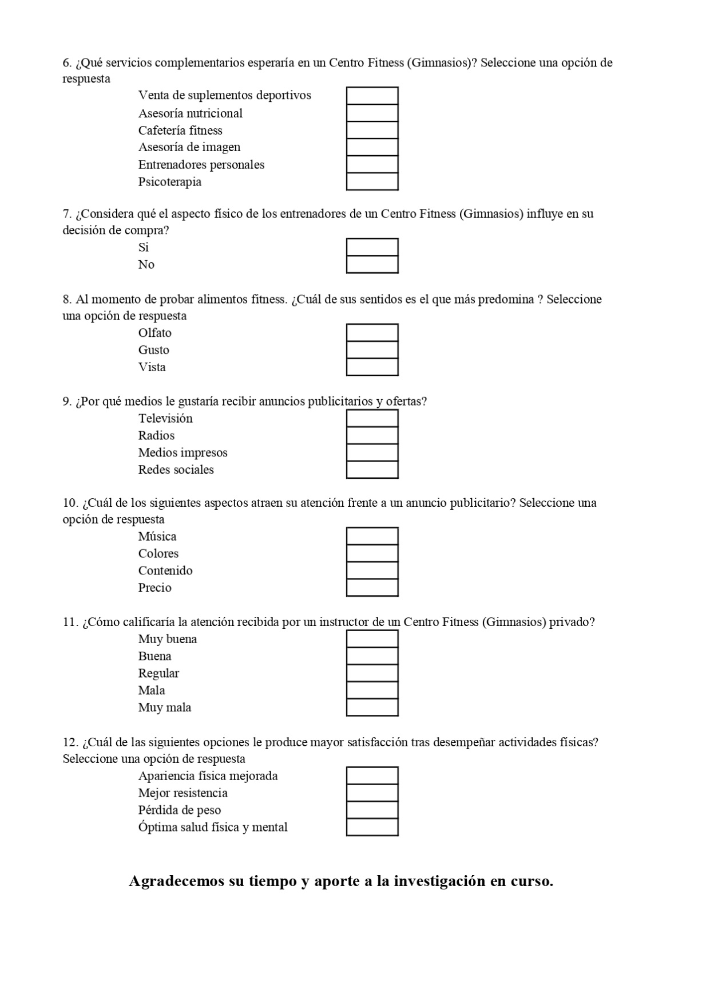 6. ¿Qué servicios complementarios esperaría en un Centro Fitness (Gimnasios)? Seleccione una opción de
respuesta
Venta de suplementos deportivos
Asesoría nutricional
Cafetería fitness
Asesoría de imagen
Entrenadores personales
Psicoterapia
7. ¿Considera qué el aspecto físico de los entrenadores de un Centro Fitness (Gimnasios) influye en su
decisión de compra?
Si
No
8. Al momento de probar alimentos fitness. ¿Cuál de sus sentidos es el que más predomina ? Seleccione
una opción de respuesta
Olfato
Gusto
Vista
9. ¿Por qué medios le gustaría recibir anuncios publicitarios y ofertas?
Televisión
Radios
Medios impresos
Redes sociales
10. ¿Cuál de los siguientes aspectos atraen su atención frente a un anuncio publicitario? Seleccione una
opción de respuesta
Música
Colores
Contenido
Precio
11. ¿Cómo calificaría la atención recibida por un instructor de un Centro Fitness (Gimnasios) privado?
Muy buena
Buena
Regular
Mala
Muy mala
12. ¿Cuál de las siguientes opciones le produce mayor satisfacción tras desempeñar actividades físicas?
Seleccione una opción de respuesta
Apariencia física mejorada
Mejor resistencia
Pérdida de peso
Óptima salud física y mental
Agradecemos su tiempo y aporte a la investigación en curso.